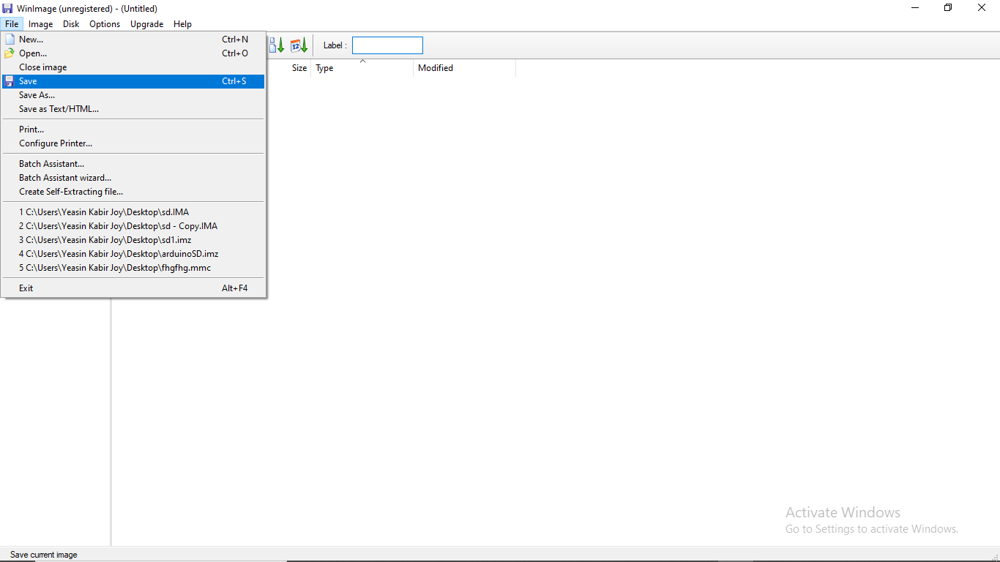 WinImage (unregistered) - (Untitled)
File Image Disk Options Upgrade Help
New... Ctrl+N
Open... Ctrl+O
Close image
Save Ctrl+S
Save As...
Save as Text/HTML...
Print...
Configure Printer...
Batch Assistant...
Batch Assistant wizard...
Create Self-Extracting file...
1 C:\Users\Yeasin Kabir Joy\Desktop\sd.IMA
2 C:\Users\Yeasin Kabir Joy\Desktop\sd - Copy.IMA
3 C:\Users\Yeasin Kabir Joy\Desktop\sd1.imz
4 C:\Users\Yeasin Kabir Joy\Desktop\arduinoSD.imz
5 C:\Users\Yeasin Kabir Joy\Desktop\fhgfhg.mmc
Exit Alt+F4
12 Label :
Size Type Modified
Activate Windows
Go to Settings to activate Windows.
Save current image